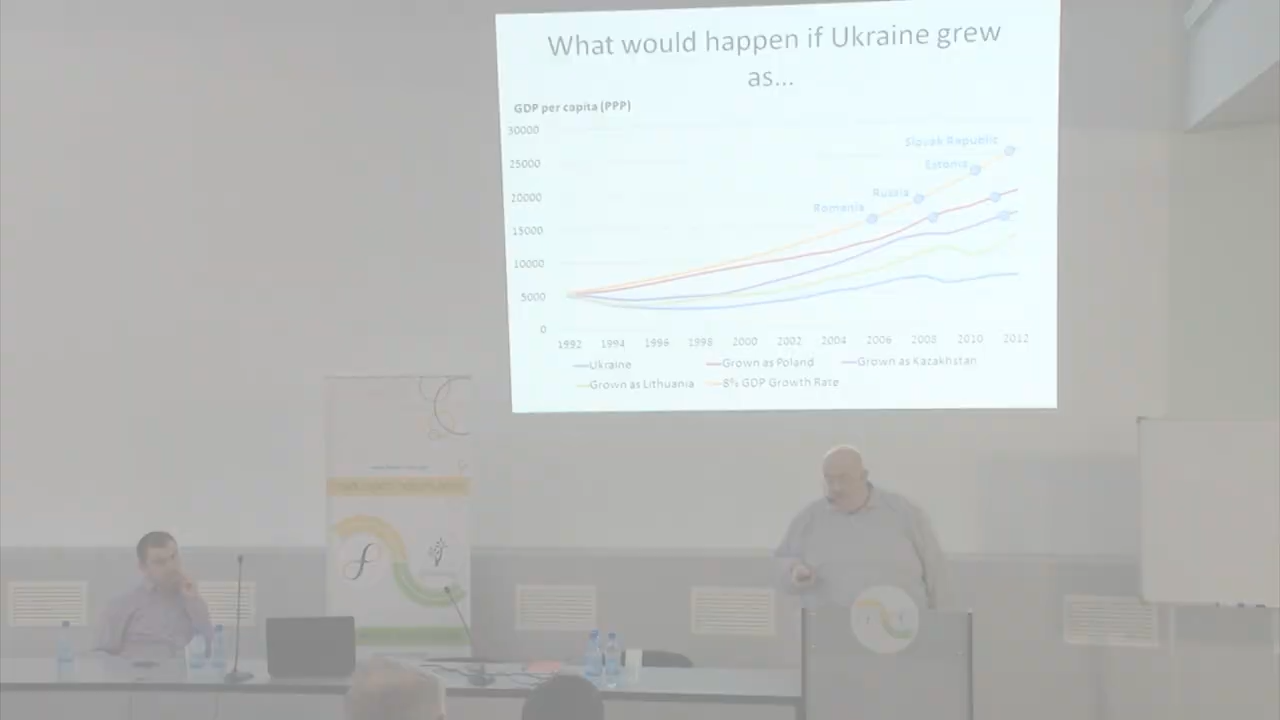 What would happen if Ukraine grew
as...
GDP per capita (PPP)
30000
25000
20000
15000
10000
5000
0
Slovak Republic
Estonia
Russia
Romania
1992 1994 1996 1998 2000 2002 2004 2006 2008 2010 2012
Ukraine Grown as Poland Grown as Kazakhstan
Grown as Lithuania 8% GDP Growth Rate